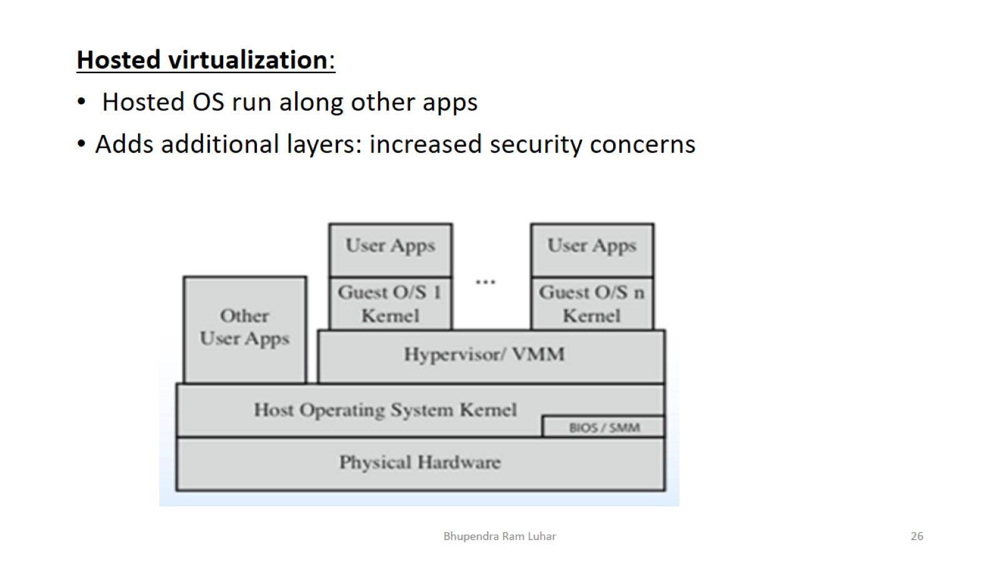 Hosted virtualization:
• Hosted OS run along other apps
• Adds additional layers: increased security concerns
User Apps
User Apps
...
Guest O/S 1
Kernel
Guest O/S n
Kernel
Other
User Apps
Hypervisor/ VMM
Host Operating System Kernel
BIOS / SMM
Physical Hardware
Bhupendra Ram Luhar
26